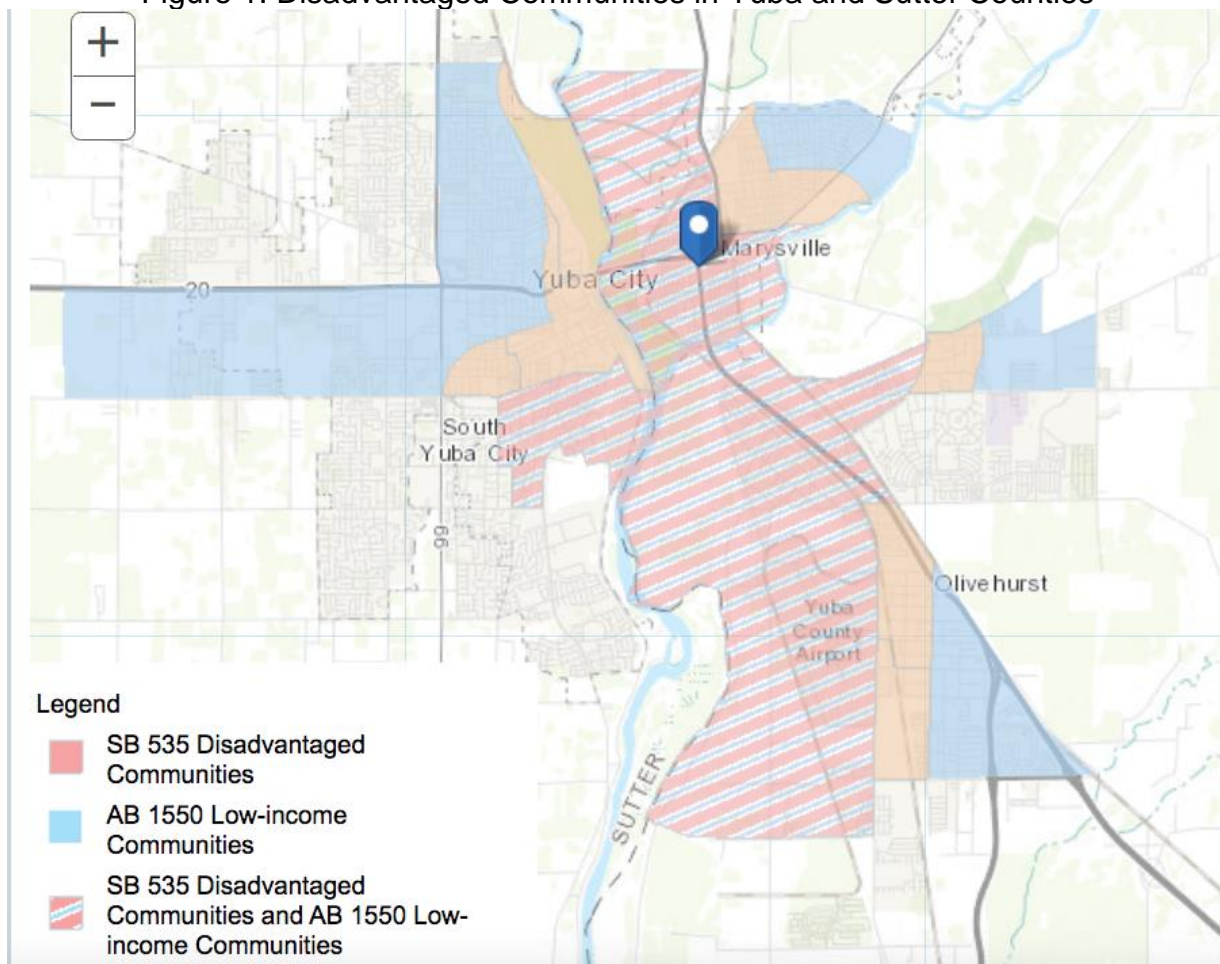 Figure 1. Disadvantaged Communities in Yuba and Sutter Counties
+
−
Marysville
Yuba City
20
South
Yuba City
99
Olivehurst
Yuba
County
Airport
SUTTER
Legend
SB 535 Disadvantaged
Communities
AB 1550 Low-income
Communities
SB 535 Disadvantaged
Communities and AB 1550 Low-
income Communities